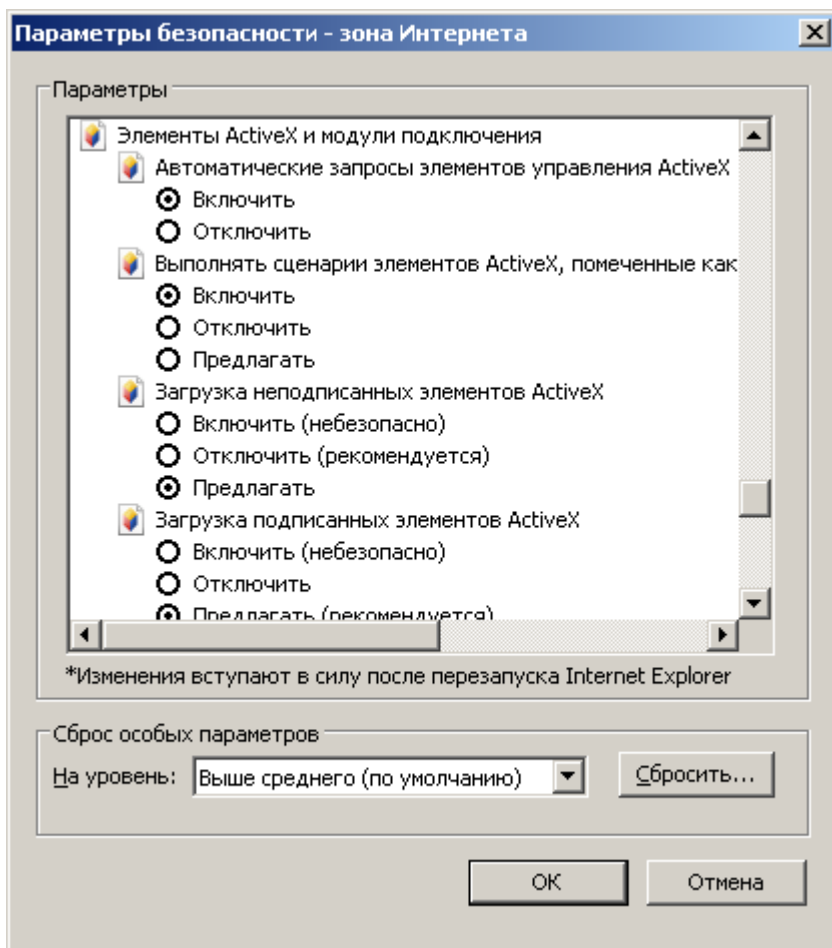 Параметры безопасности - зона Интернета
Параметры
Элементы ActiveX и модули подключения
Автоматические запросы элементов управления ActiveX
Включить
Отключить
Выполнять сценарии элементов ActiveX, помеченные как
Включить
Отключить
Предлагать
Загрузка неподписанных элементов ActiveX
Включить (небезопасно)
Отключить (рекомендуется)
Предлагать
Загрузка подписанных элементов ActiveX
Включить (небезопасно)
Отключить
Предлагать (рекомендуется)
*Изменения вступают в силу после перезапуска Internet Explorer
Сброс особых параметров
На уровень: Выше среднего (по умолчанию) Сбросить...
ОК Отмена